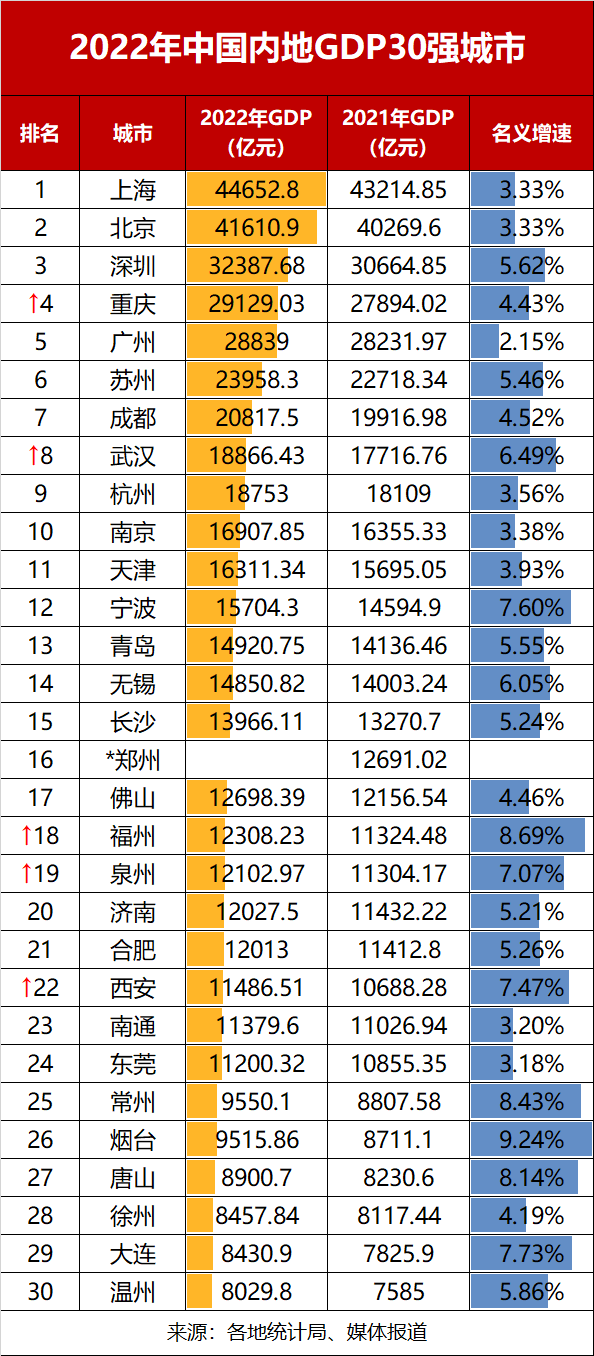 2022年中国内地GDP30强城市
排名 城市 2022年GDP（亿元） 2021年GDP（亿元） 名义增速
1 上海 44652.8 43214.85 3.33%
2 北京 41610.9 40269.6 3.33%
3 深圳 32387.68 30664.85 5.62%
↑4 重庆 29129.03 27894.02 4.43%
5 广州 28839 28231.97 2.15%
6 苏州 23958.3 22718.34 5.46%
7 成都 20817.5 19916.98 4.52%
↑8 武汉 18866.43 17716.76 6.49%
9 杭州 18753 18109 3.56%
10 南京 16907.85 16355.33 3.38%
11 天津 16311.34 15695.05 3.93%
12 宁波 15704.3 14594.9 7.60%
13 青岛 14920.75 14136.46 5.55%
14 无锡 14850.82 14003.24 6.05%
15 长沙 13966.11 13270.7 5.24%
16 *郑州 12691.02
17 佛山 12698.39 12156.54 4.46%
↑18 福州 12308.23 11324.48 8.69%
↑19 泉州 12102.97 11304.17 7.07%
20 济南 12027.5 11432.22 5.21%
21 合肥 12013 11412.8 5.26%
↑22 西安 11486.51 10688.28 7.47%
23 南通 11379.6 11026.94 3.20%
24 东莞 11200.32 10855.35 3.18%
25 常州 9550.1 8807.58 8.43%
26 烟台 9515.86 8711.1 9.24%
27 唐山 8900.7 8230.6 8.14%
28 徐州 8457.84 8117.44 4.19%
29 大连 8430.9 7825.9 7.73%
30 温州 8029.8 7585 5.86%
来源：各地统计局、媒体报道